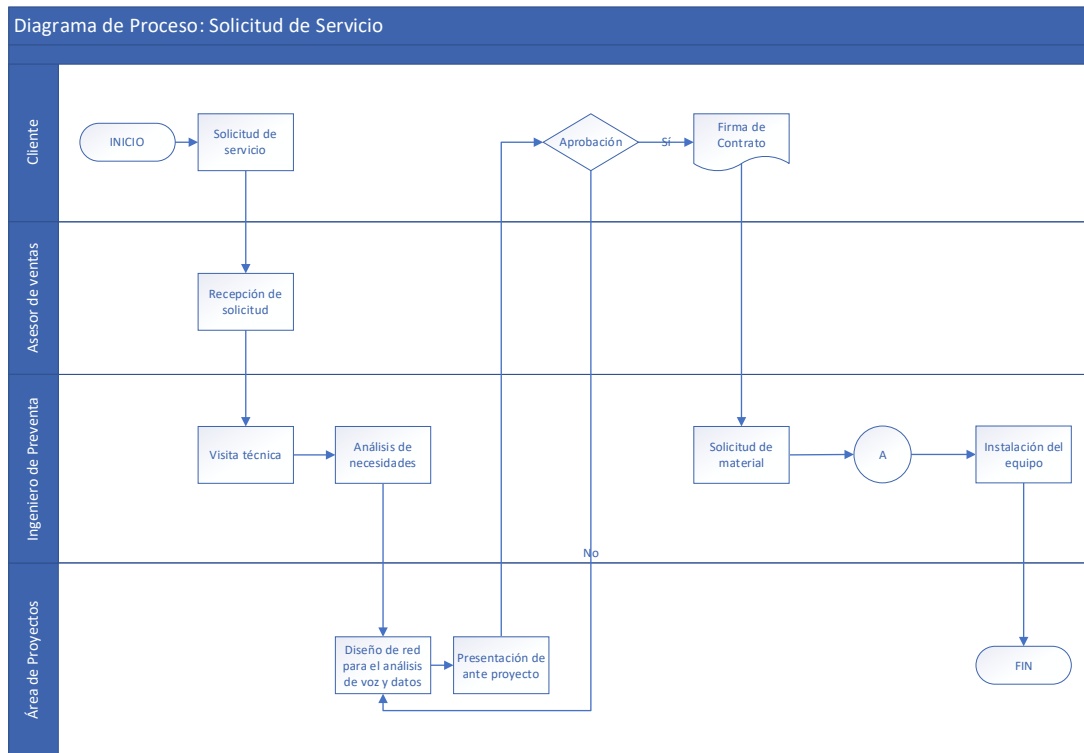 Diagrama de Proceso: Solicitud de Servicio
Cliente
INICIO
Solicitud de
servicio
Aprobación
Sí
Firma de
Contrato
Asesor de ventas
Recepción de
solicitud
Ingeniero de Preventa
Visita técnica
Análisis de
necesidades
Solicitud de
material
A
Instalación del
equipo
No
Área de Proyectos
Diseño de red
para el análisis
de voz y datos
Presentación de
ante proyecto
FIN